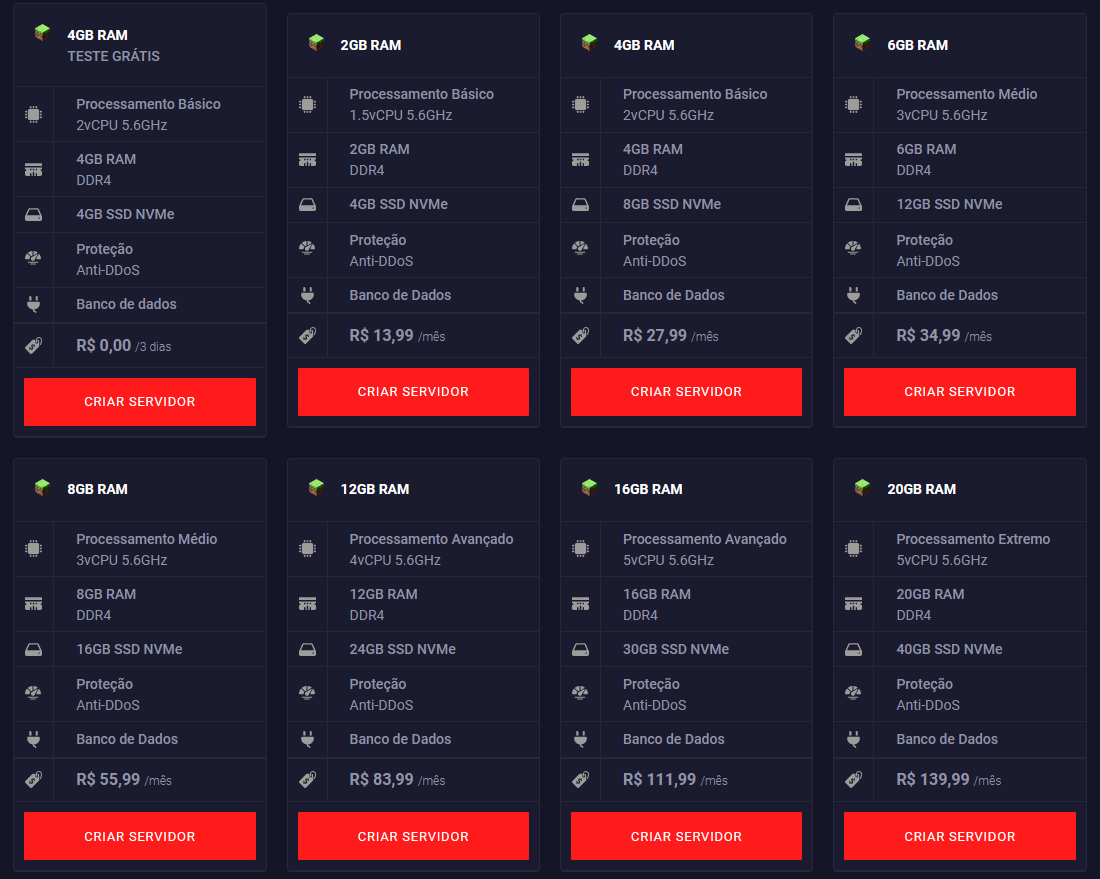 4GB RAM
TESTE GRÁTIS
Processamento Básico
2vCPU 5.6GHz
4GB RAM
DDR4
4GB SSD NVMe
Proteção
Anti-DDoS
Banco de dados
R$ 0,00 /3 dias
CRIAR SERVIDOR
2GB RAM
Processamento Básico
1.5vCPU 5.6GHz
2GB RAM
DDR4
4GB SSD NVMe
Proteção
Anti-DDoS
Banco de Dados
R$ 13,99 /mês
CRIAR SERVIDOR
4GB RAM
Processamento Básico
2vCPU 5.6GHz
4GB RAM
DDR4
8GB SSD NVMe
Proteção
Anti-DDoS
Banco de Dados
R$ 27,99 /mês
CRIAR SERVIDOR
6GB RAM
Processamento Médio
3vCPU 5.6GHz
6GB RAM
DDR4
12GB SSD NVMe
Proteção
Anti-DDoS
Banco de Dados
R$ 34,99 /mês
CRIAR SERVIDOR
8GB RAM
Processamento Médio
3vCPU 5.6GHz
8GB RAM
DDR4
16GB SSD NVMe
Proteção
Anti-DDoS
Banco de Dados
R$ 55,99 /mês
CRIAR SERVIDOR
12GB RAM
Processamento Avançado
4vCPU 5.6GHz
12GB RAM
DDR4
24GB SSD NVMe
Proteção
Anti-DDoS
Banco de Dados
R$ 83,99 /mês
CRIAR SERVIDOR
16GB RAM
Processamento Avançado
5vCPU 5.6GHz
16GB RAM
DDR4
30GB SSD NVMe
Proteção
Anti-DDoS
Banco de Dados
R$ 111,99 /mês
CRIAR SERVIDOR
20GB RAM
Processamento Extremo
5vCPU 5.6GHz
20GB RAM
DDR4
40GB SSD NVMe
Proteção
Anti-DDoS
Banco de Dados
R$ 139,99 /mês
CRIAR SERVIDOR